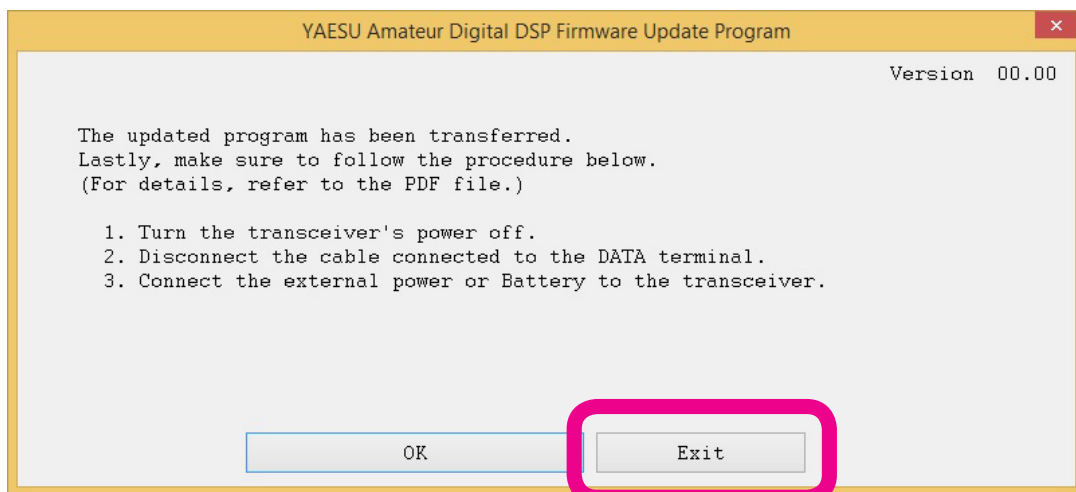 YAESU Amateur Digital DSP Firmware Update Program
Version 00.00
The updated program has been transferred.
Lastly, make sure to follow the procedure below.
(For details, refer to the PDF file.)
1. Turn the transceiver's power off.
2. Disconnect the cable connected to the DATA terminal.
3. Connect the external power or Battery to the transceiver.
OK Exit